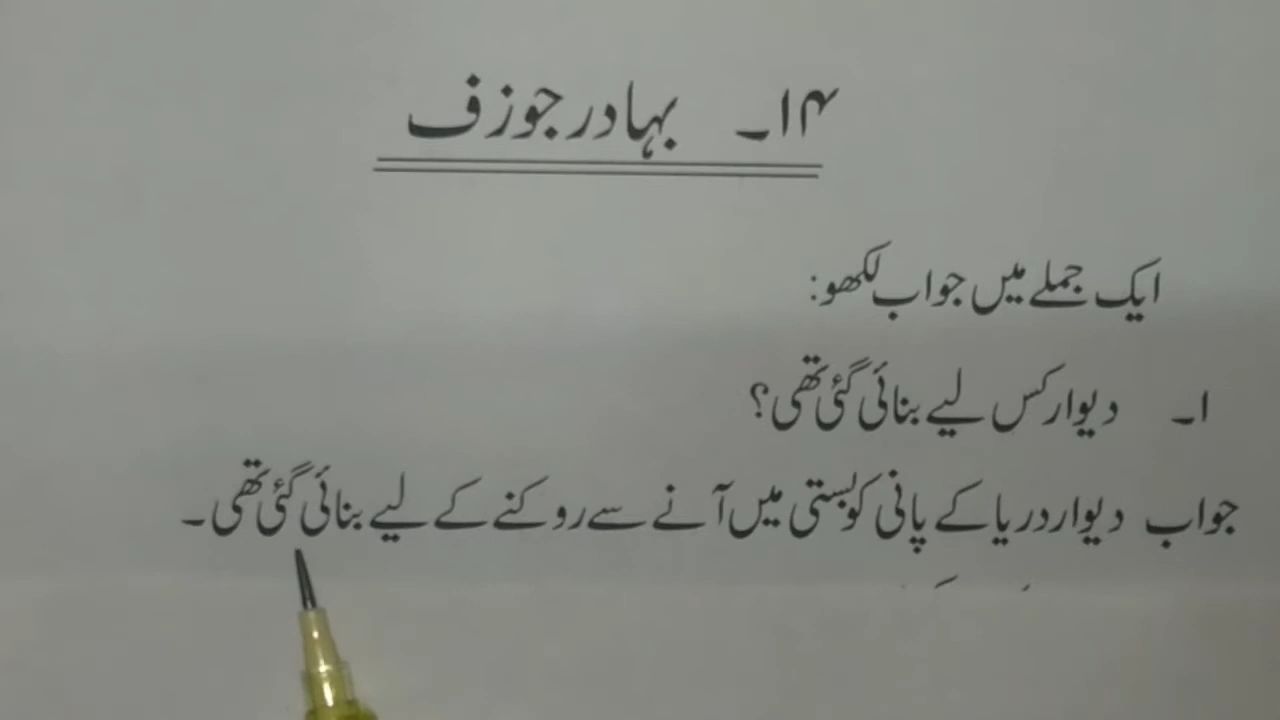 ۱۴۔ بہادر جوزف
ایک جملے میں جواب لکھو:
۱۔ دیوار کس لیے بنائی گئی تھی؟
جواب دیوار دریا کے پانی کو بستی میں آنے سے روکنے کے لیے بنائی گئی تھی۔